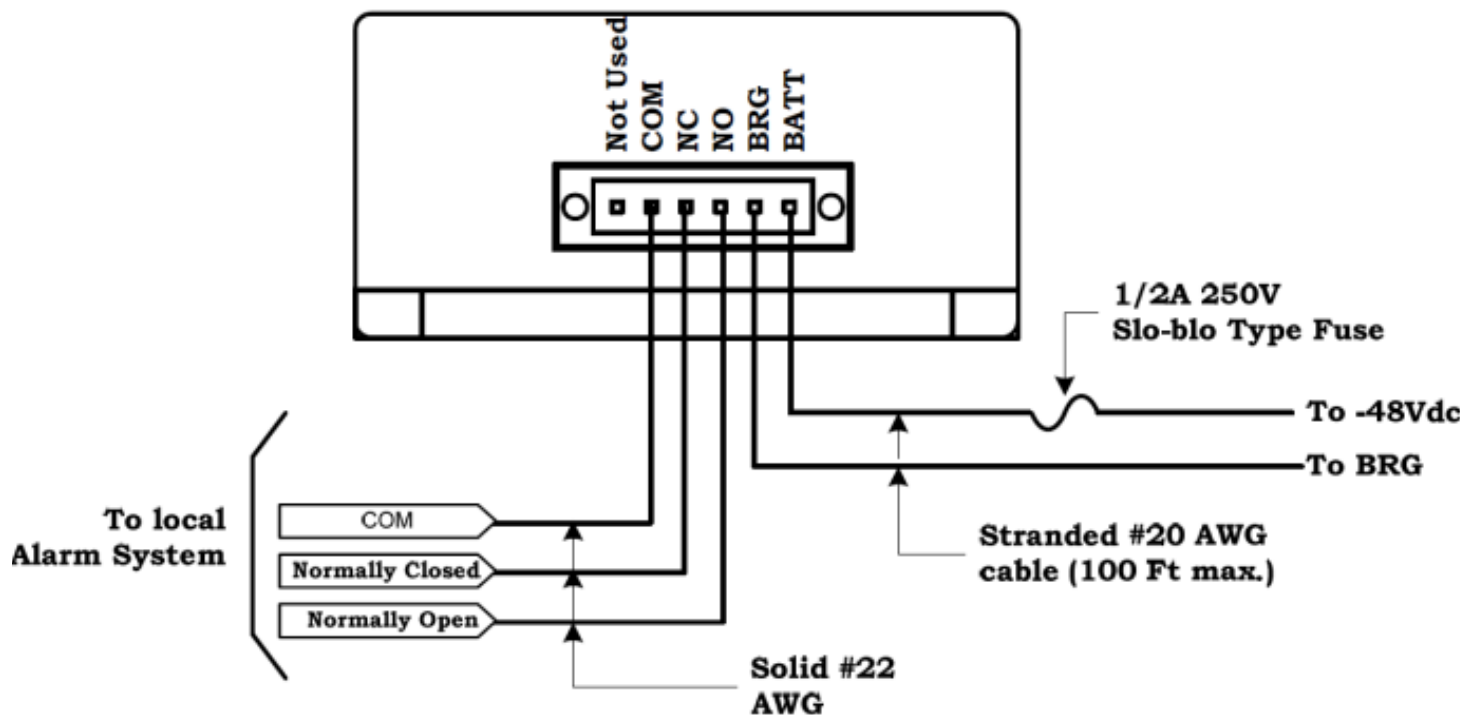 Not Used
COM
NC
NO
BRG
BATT
1/2A 250V
Slo-blo Type Fuse
To -48Vdc
To BRG
To local
Alarm System
COM
Normally Closed
Normally Open
Stranded #20 AWG
cable (100 Ft max.)
Solid #22
AWG